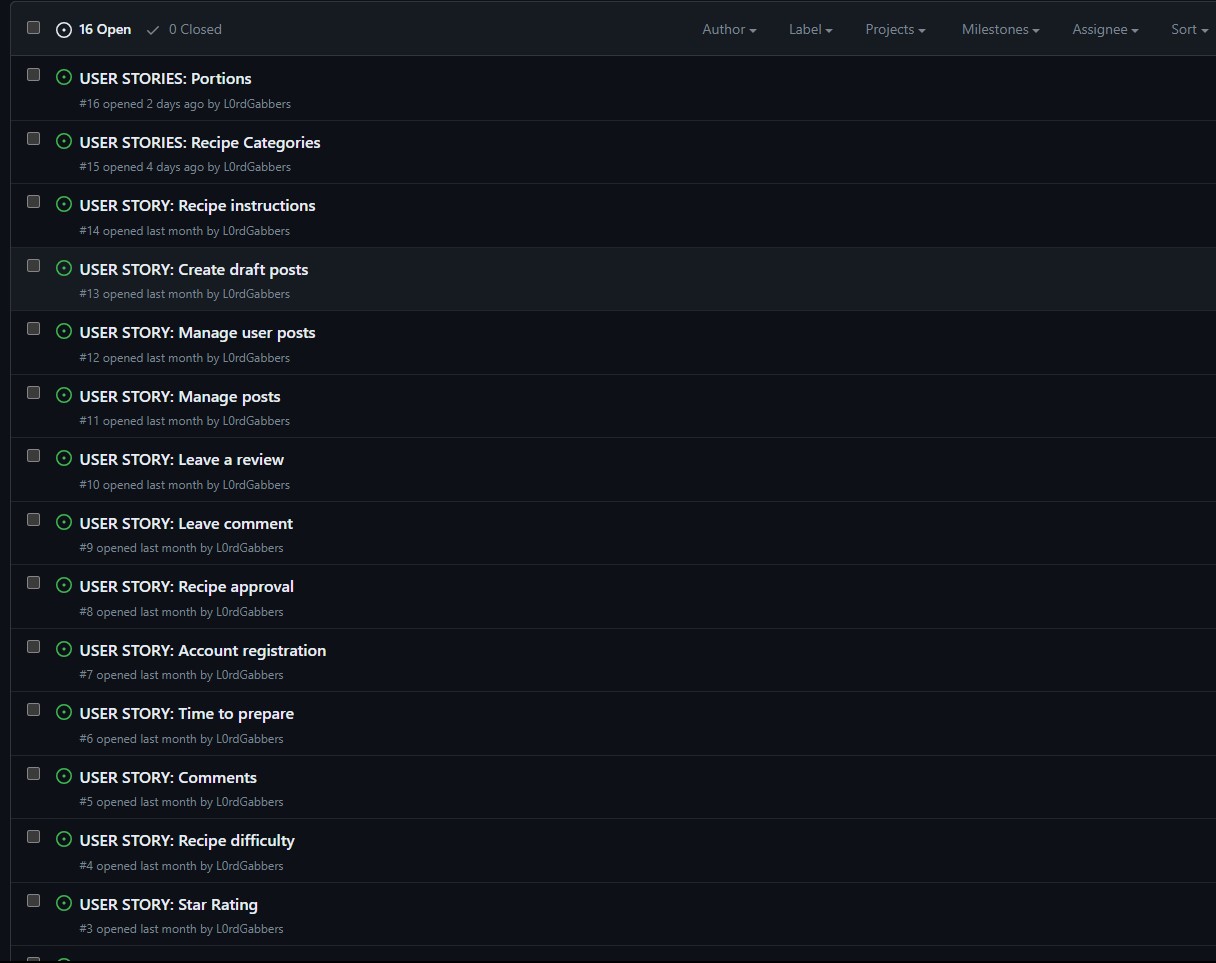 16 Open 0 Closed Author Label Projects Milestones Assignee Sort
USER STORIES: Portions
#16 opened 2 days ago by L0rdGabbers
USER STORIES: Recipe Categories
#15 opened 4 days ago by L0rdGabbers
USER STORY: Recipe instructions
#14 opened last month by L0rdGabbers
USER STORY: Create draft posts
#13 opened last month by L0rdGabbers
USER STORY: Manage user posts
#12 opened last month by L0rdGabbers
USER STORY: Manage posts
#11 opened last month by L0rdGabbers
USER STORY: Leave a review
#10 opened last month by L0rdGabbers
USER STORY: Leave comment
#9 opened last month by L0rdGabbers
USER STORY: Recipe approval
#8 opened last month by L0rdGabbers
USER STORY: Account registration
#7 opened last month by L0rdGabbers
USER STORY: Time to prepare
#6 opened last month by L0rdGabbers
USER STORY: Comments
#5 opened last month by L0rdGabbers
USER STORY: Recipe difficulty
#4 opened last month by L0rdGabbers
USER STORY: Star Rating
#3 opened last month by L0rdGabbers